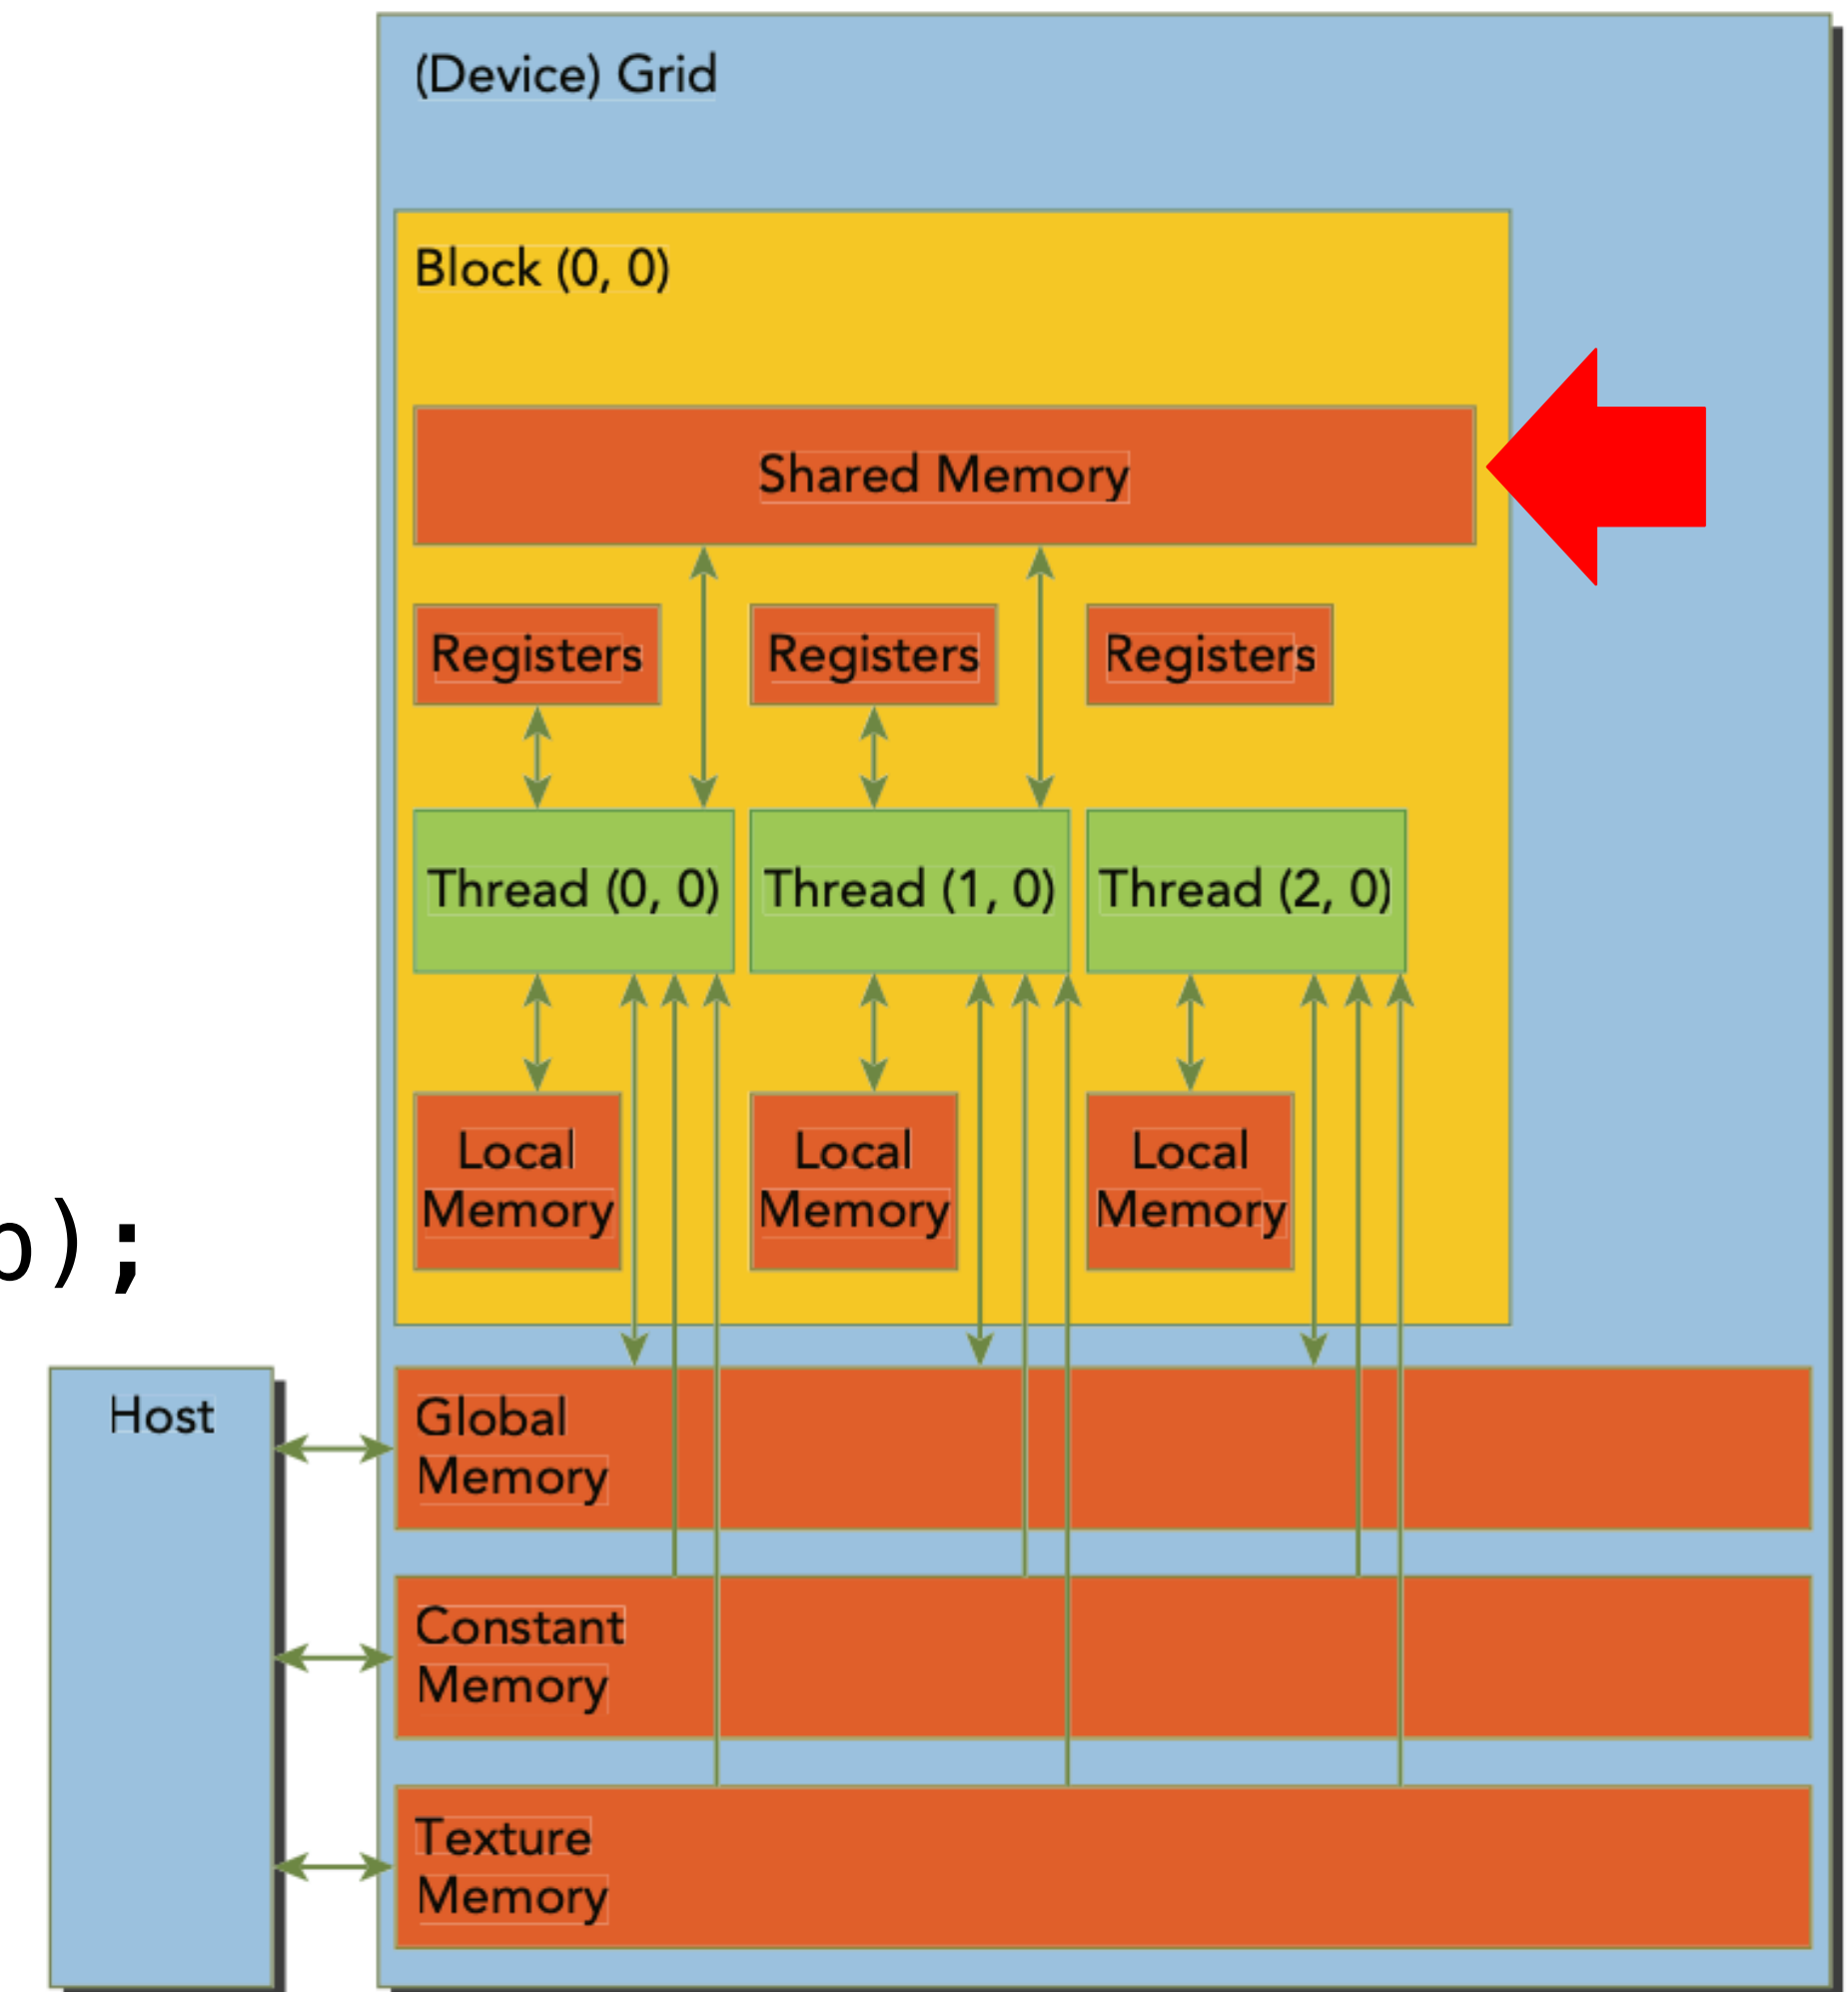 (Device) Grid
Block (0, 0)
Shared Memory
Registers Registers Registers
Thread (0, 0) Thread (1, 0) Thread (2, 0)
Local Local Local
Memory Memory Memory
);
Host
Global
Memory
Constant
Memory
Texture
Memory